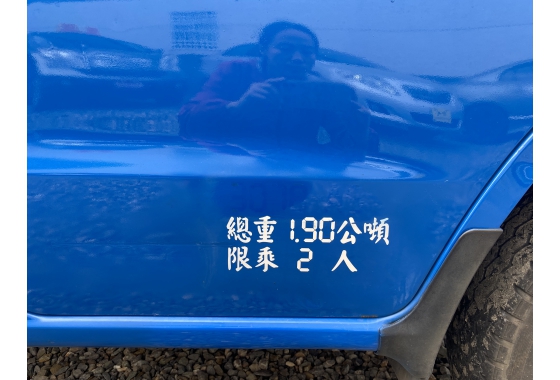 總重 1.90公噸
限乘 2 人